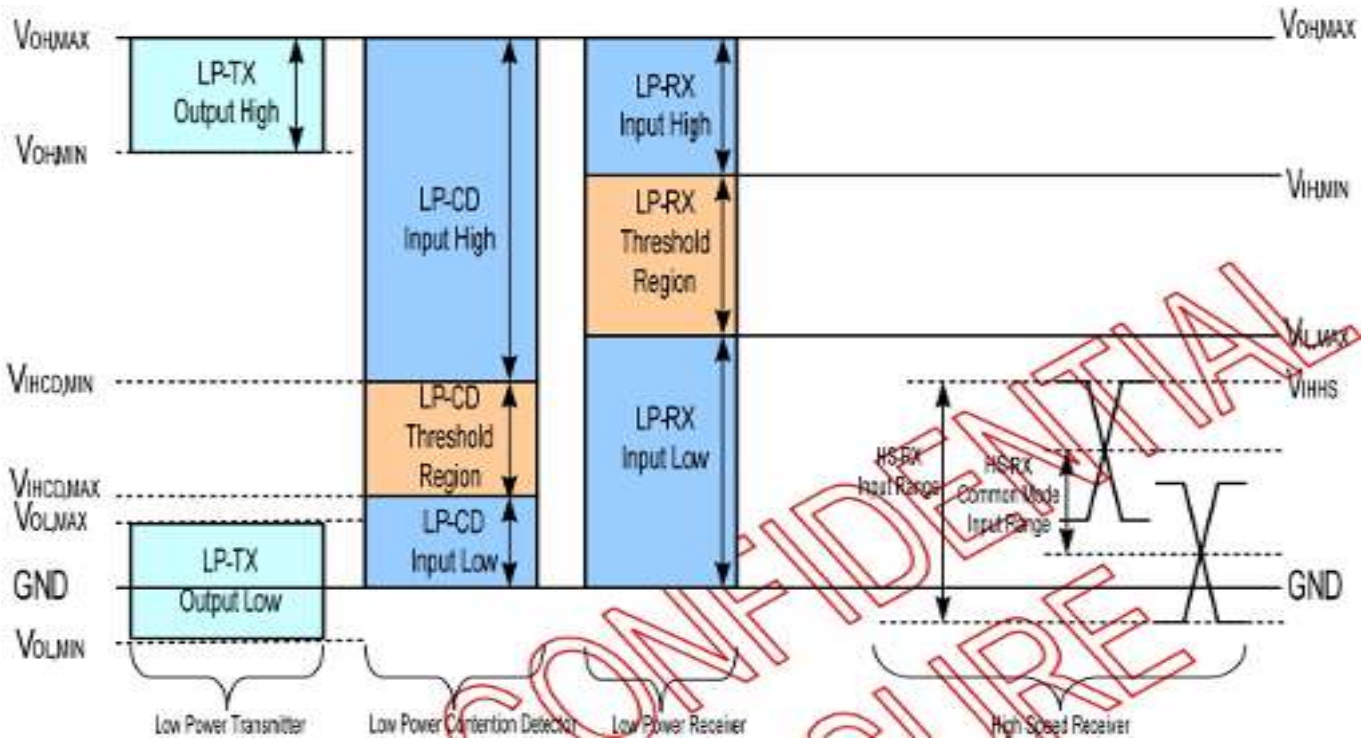 VOH,MAX
VOH,MAX
LP-TX
Output High
VOH,MIN
LP-CD
Input High
LP-RX
Input High
VIH,MIN
LP-RX
Threshold
Region
VIL,MAX
VIHCD,MIN
VIHHS
LP-CD
Threshold
Region
LP-RX
Input Low
HS-RX
Input Range
HS-RX
Common Mode
Input Range
VIHCD,MAX
VOL,MAX
LP-CD
Input Low
LP-TX
Output Low
GND
GND
VOL,MIN
Low Power Transmitter
Low Power Contention Detector
Low Power Receiver
High Speed Receiver
CONFIDENTIAL
SURE